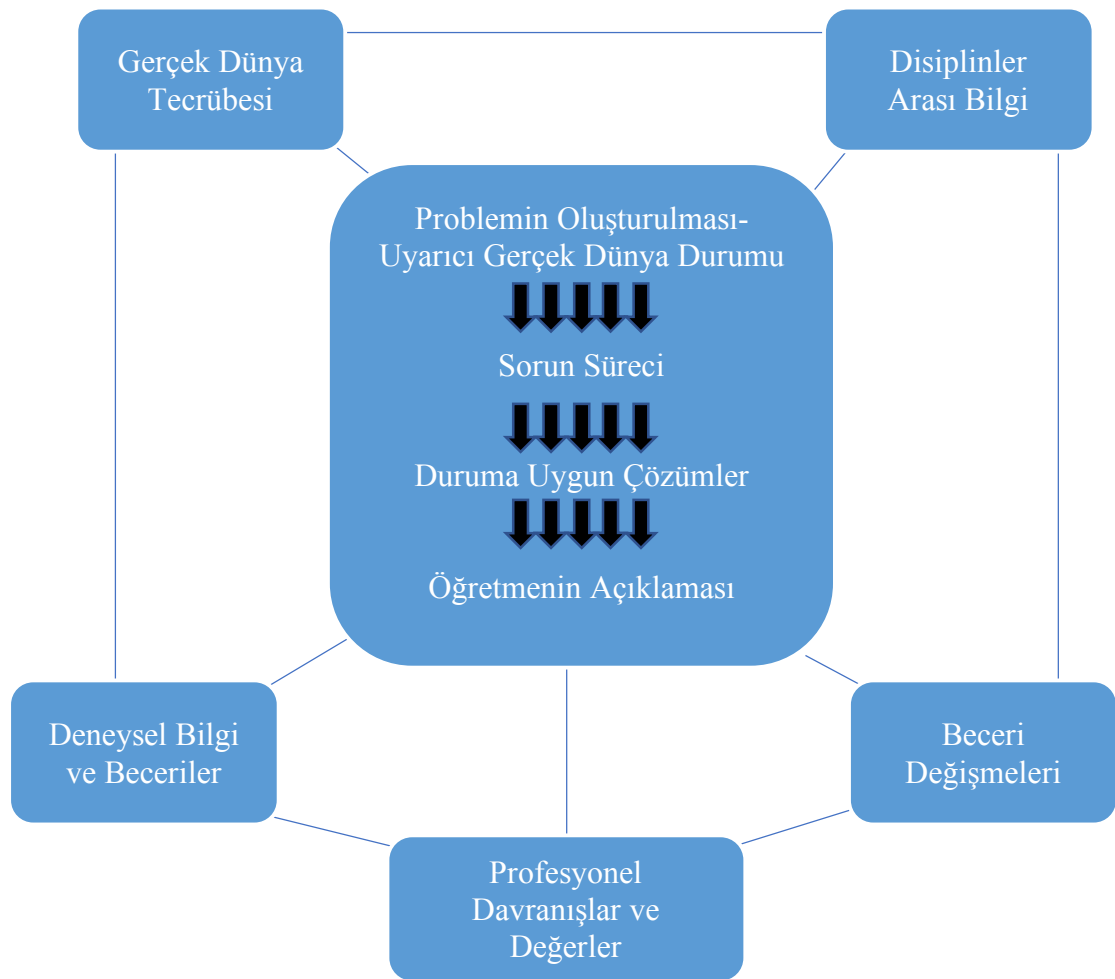 Gerçek Dünya
Tecrübesi
Disiplinler
Arası Bilgi
Problemin Oluşturulması-
Uyarıcı Gerçek Dünya Durumu
Sorun Süreci
Duruma Uygun Çözümler
Öğretmenin Açıklaması
Deneysel Bilgi
ve Beceriler
Beceri
Değişmeleri
Profesyonel
Davranışlar ve
Değerler